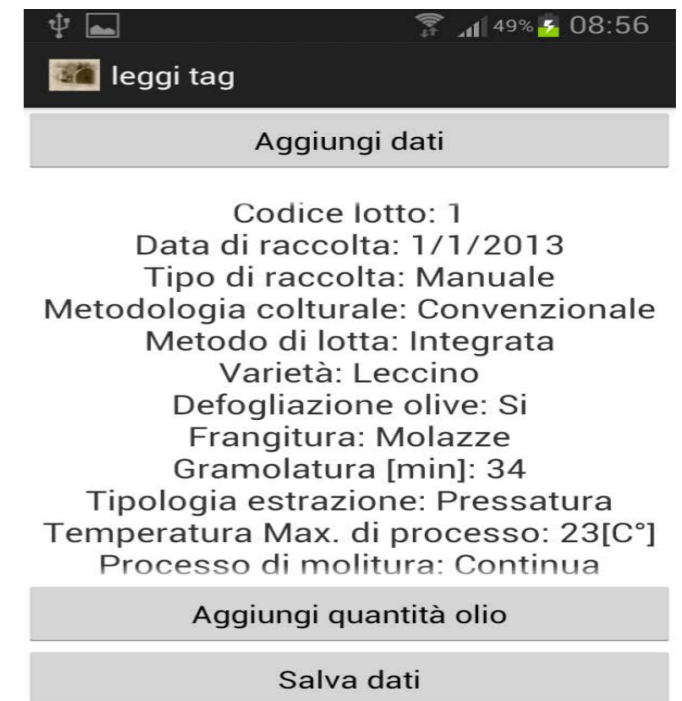 49% 08:56
leggi tag
Aggiungi dati
Codice lotto: 1
Data di raccolta: 1/1/2013
Tipo di raccolta: Manuale
Metodologia colturale: Convenzionale
Metodo di lotta: Integrata
Varietà: Leccino
Defogliazione olive: Si
Frangitura: Molazze
Gramolatura [min]: 34
Tipologia estrazione: Pressatura
Temperatura Max. di processo: 23[C°]
Processo di molitura: Continua
Aggiungi quantità olio
Salva dati